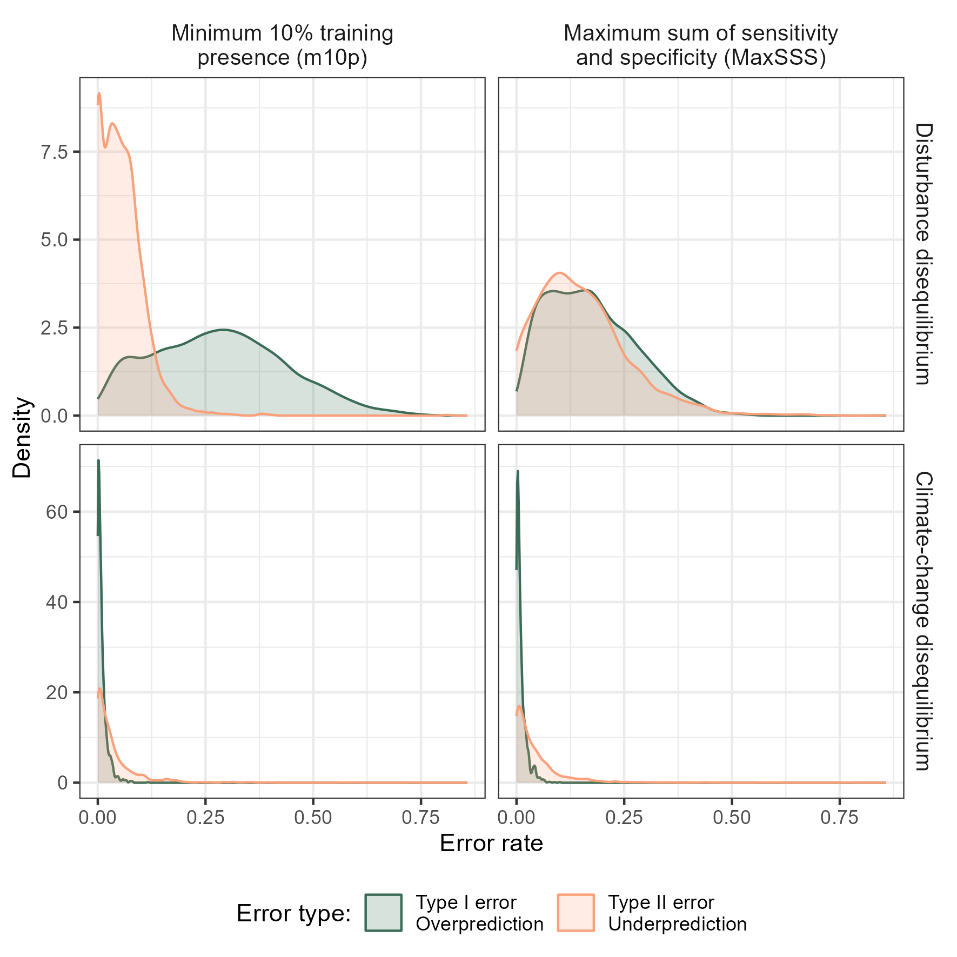 Minimum 10% training
presence (m10p)
Maximum sum of sensitivity
and specificity (MaxSSS)
7.5
5.0
2.5
0.0
Disturbance disequilibrium
Density
60
40
20
0
Climate-change disequilibrium
0.00 0.25 0.50 0.75
0.00 0.25 0.50 0.75
Error rate
Error type:
Type I error
Overprediction
Type II error
Underprediction